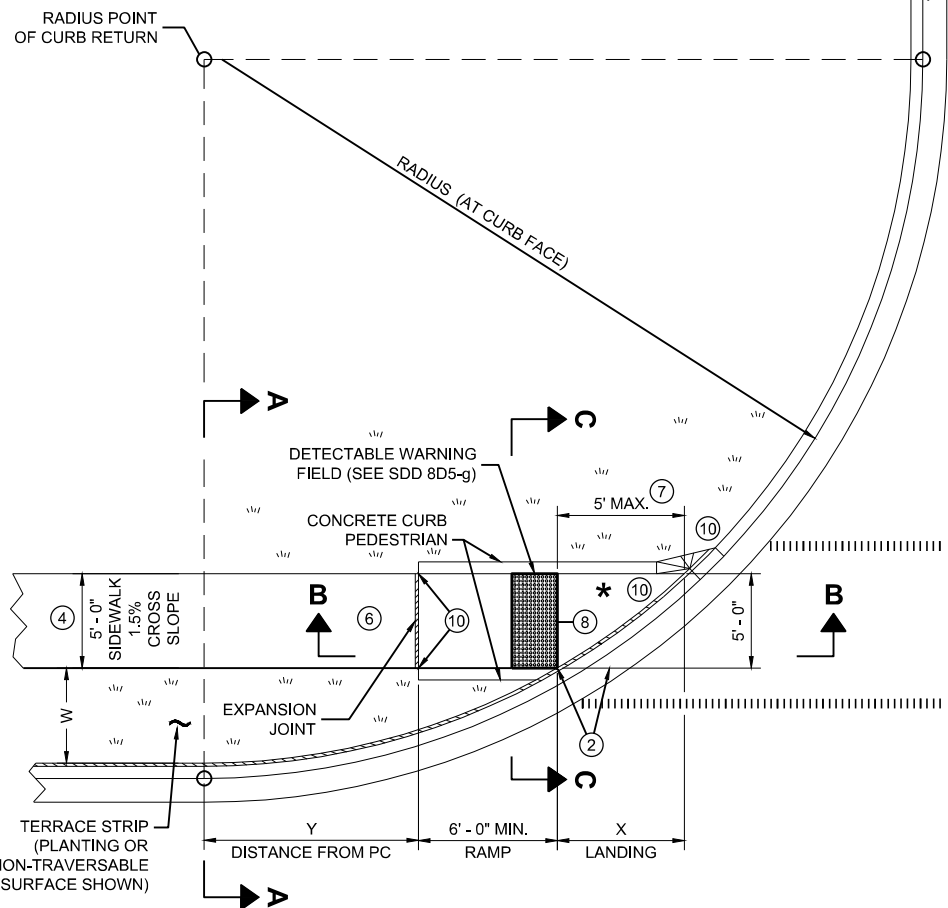 RADIUS POINT
OF CURB RETURN
RADIUS (AT CURB FACE)
A
C
DETECTABLE WARNING
FIELD (SEE SDD 8D5-g)
7
5' MAX.
CONCRETE CURB
PEDESTRIAN
10
4
5' - 0"
SIDEWALK
1.5%
CROSS
SLOPE
B
6
10
8
*
10
5' - 0"
B
W
EXPANSION
JOINT
2
C
TERRACE STRIP
(PLANTING OR
NON-TRAVERSABLE
SURFACE SHOWN)
Y
DISTANCE FROM PC
6' - 0" MIN.
RAMP
X
LANDING
A